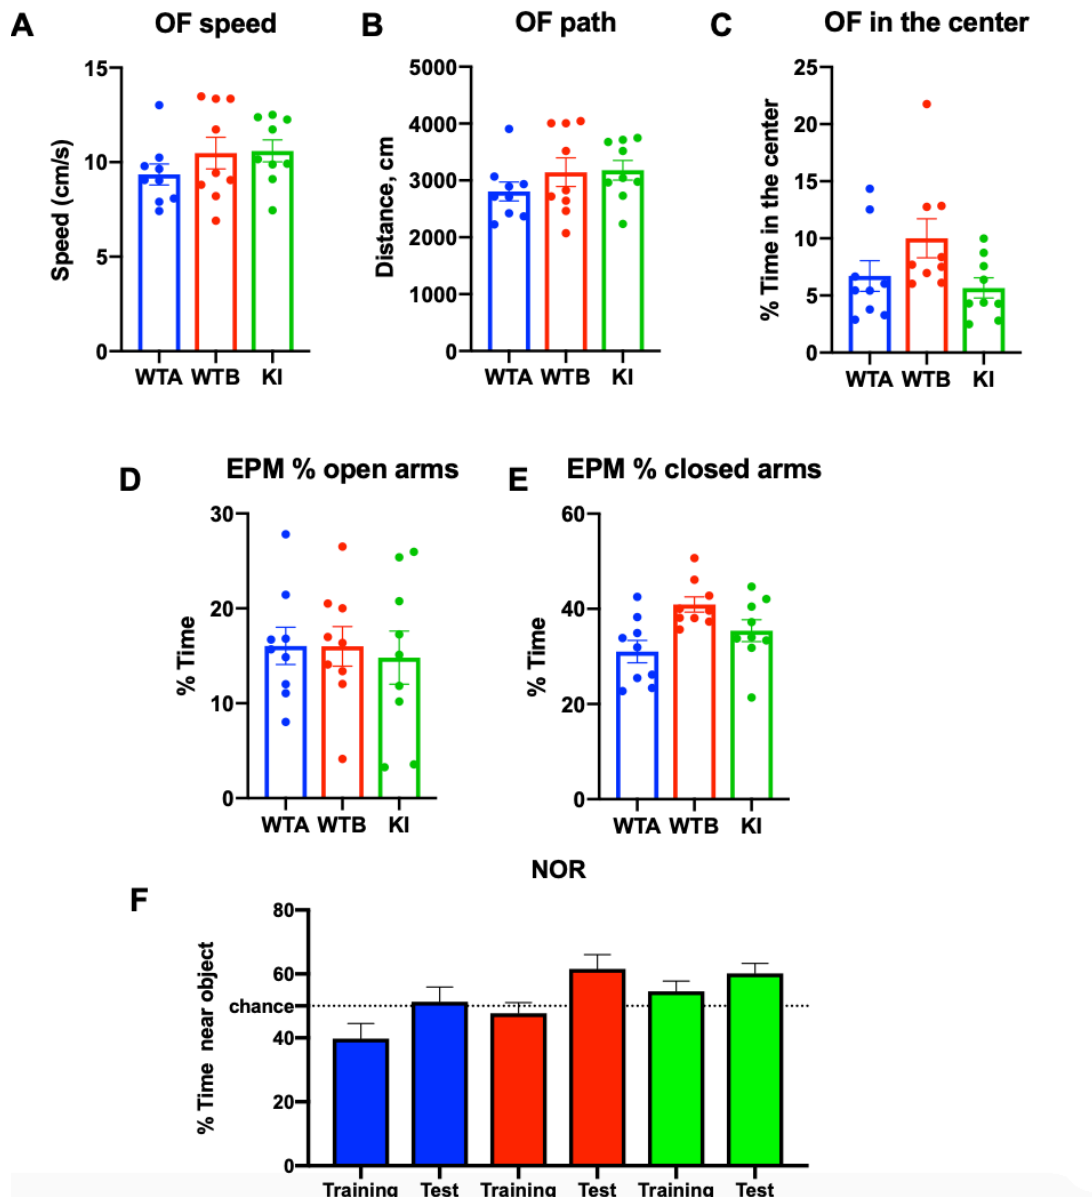 A OF speed
Speed (cm/s)
15
10
5
0
WTA WTB KI
B OF path
Distance, cm
5000
4000
3000
2000
1000
0
WTA WTB KI
C OF in the center
% Time in the center
25
20
15
10
5
0
WTA WTB KI
D EPM % open arms
% Time
30
20
10
0
WTA WTB KI
E EPM % closed arms
% Time
60
40
20
0
WTA WTB KI
F NOR
% Time near object
80
60
chance
40
20
0
Training Test Training Test Training Test